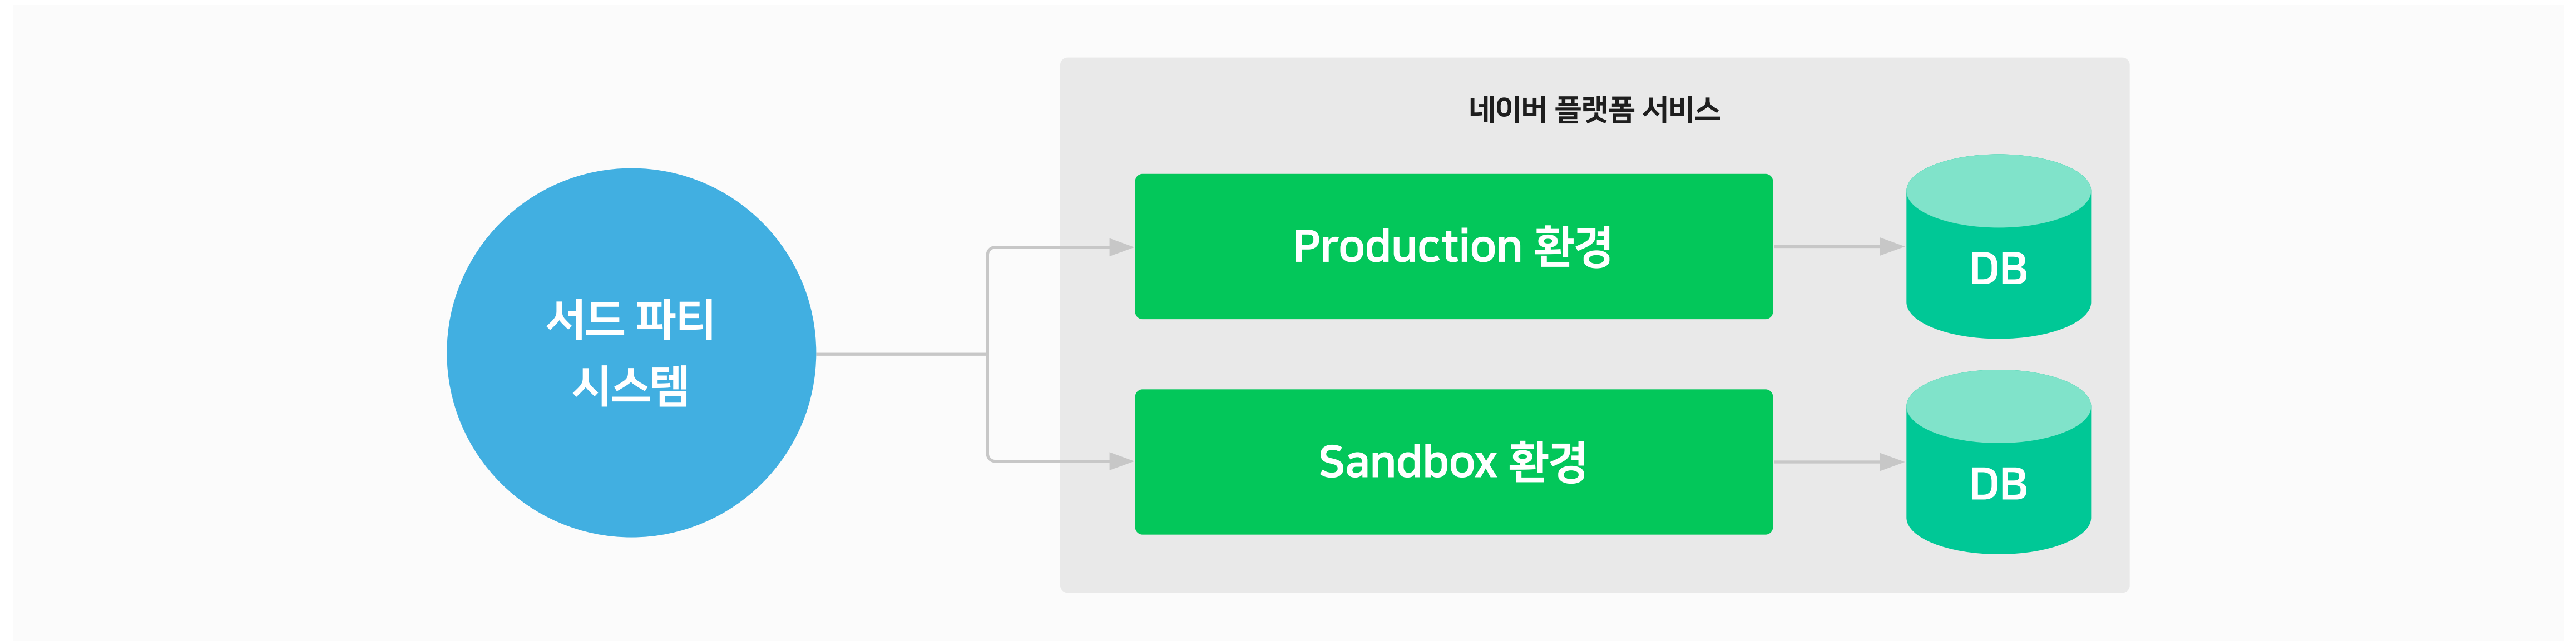 네이버 플랫폼 서비스
서드 파티
시스템
Production 환경
DB
Sandbox 환경
DB